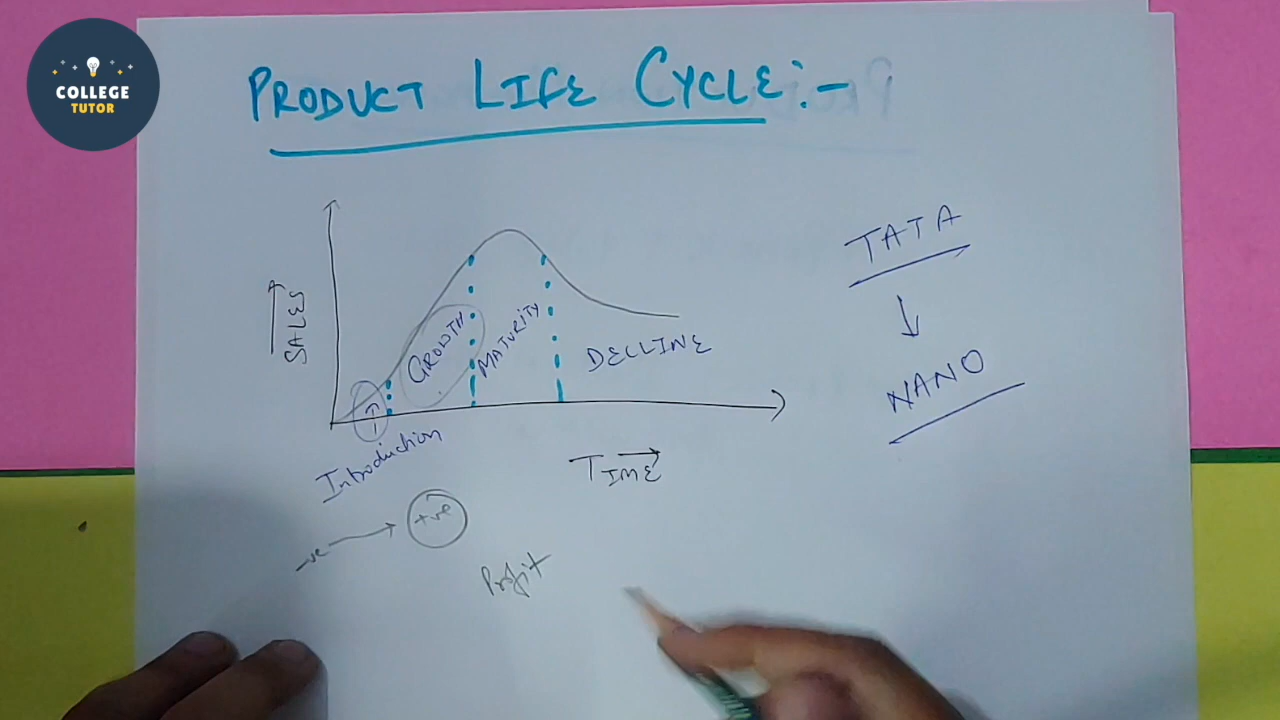 COLLEGE
TUTOR
PRODUCT LIFE CYCLE:-
SALES
I
GROWTH
MATURITY
DECLINE
Introduction
TIME
-ve
+ve
Profit
TATA
NANO